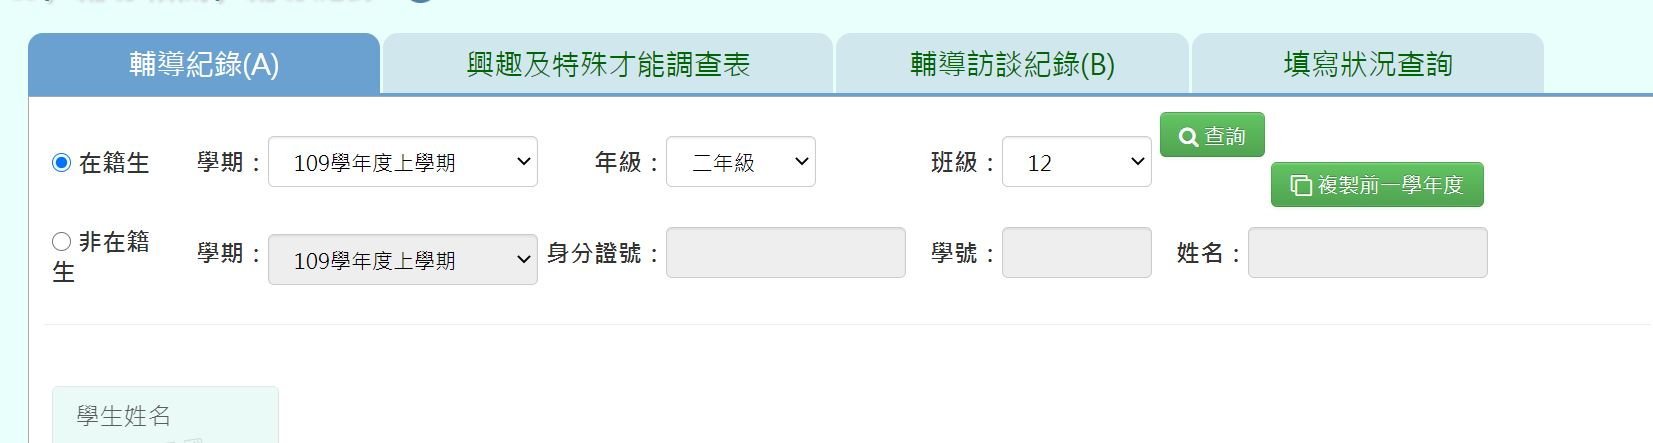 輔導紀錄(A) 興趣及特殊才能調查表 輔導訪談紀錄(B) 填寫狀況查詢
在籍生 學期： 109學年度上學期 年級： 二年級 班級： 12 查詢
複製前一學年度
非在籍生 學期： 109學年度上學期 身分證號： 學號： 姓名：
學生姓名